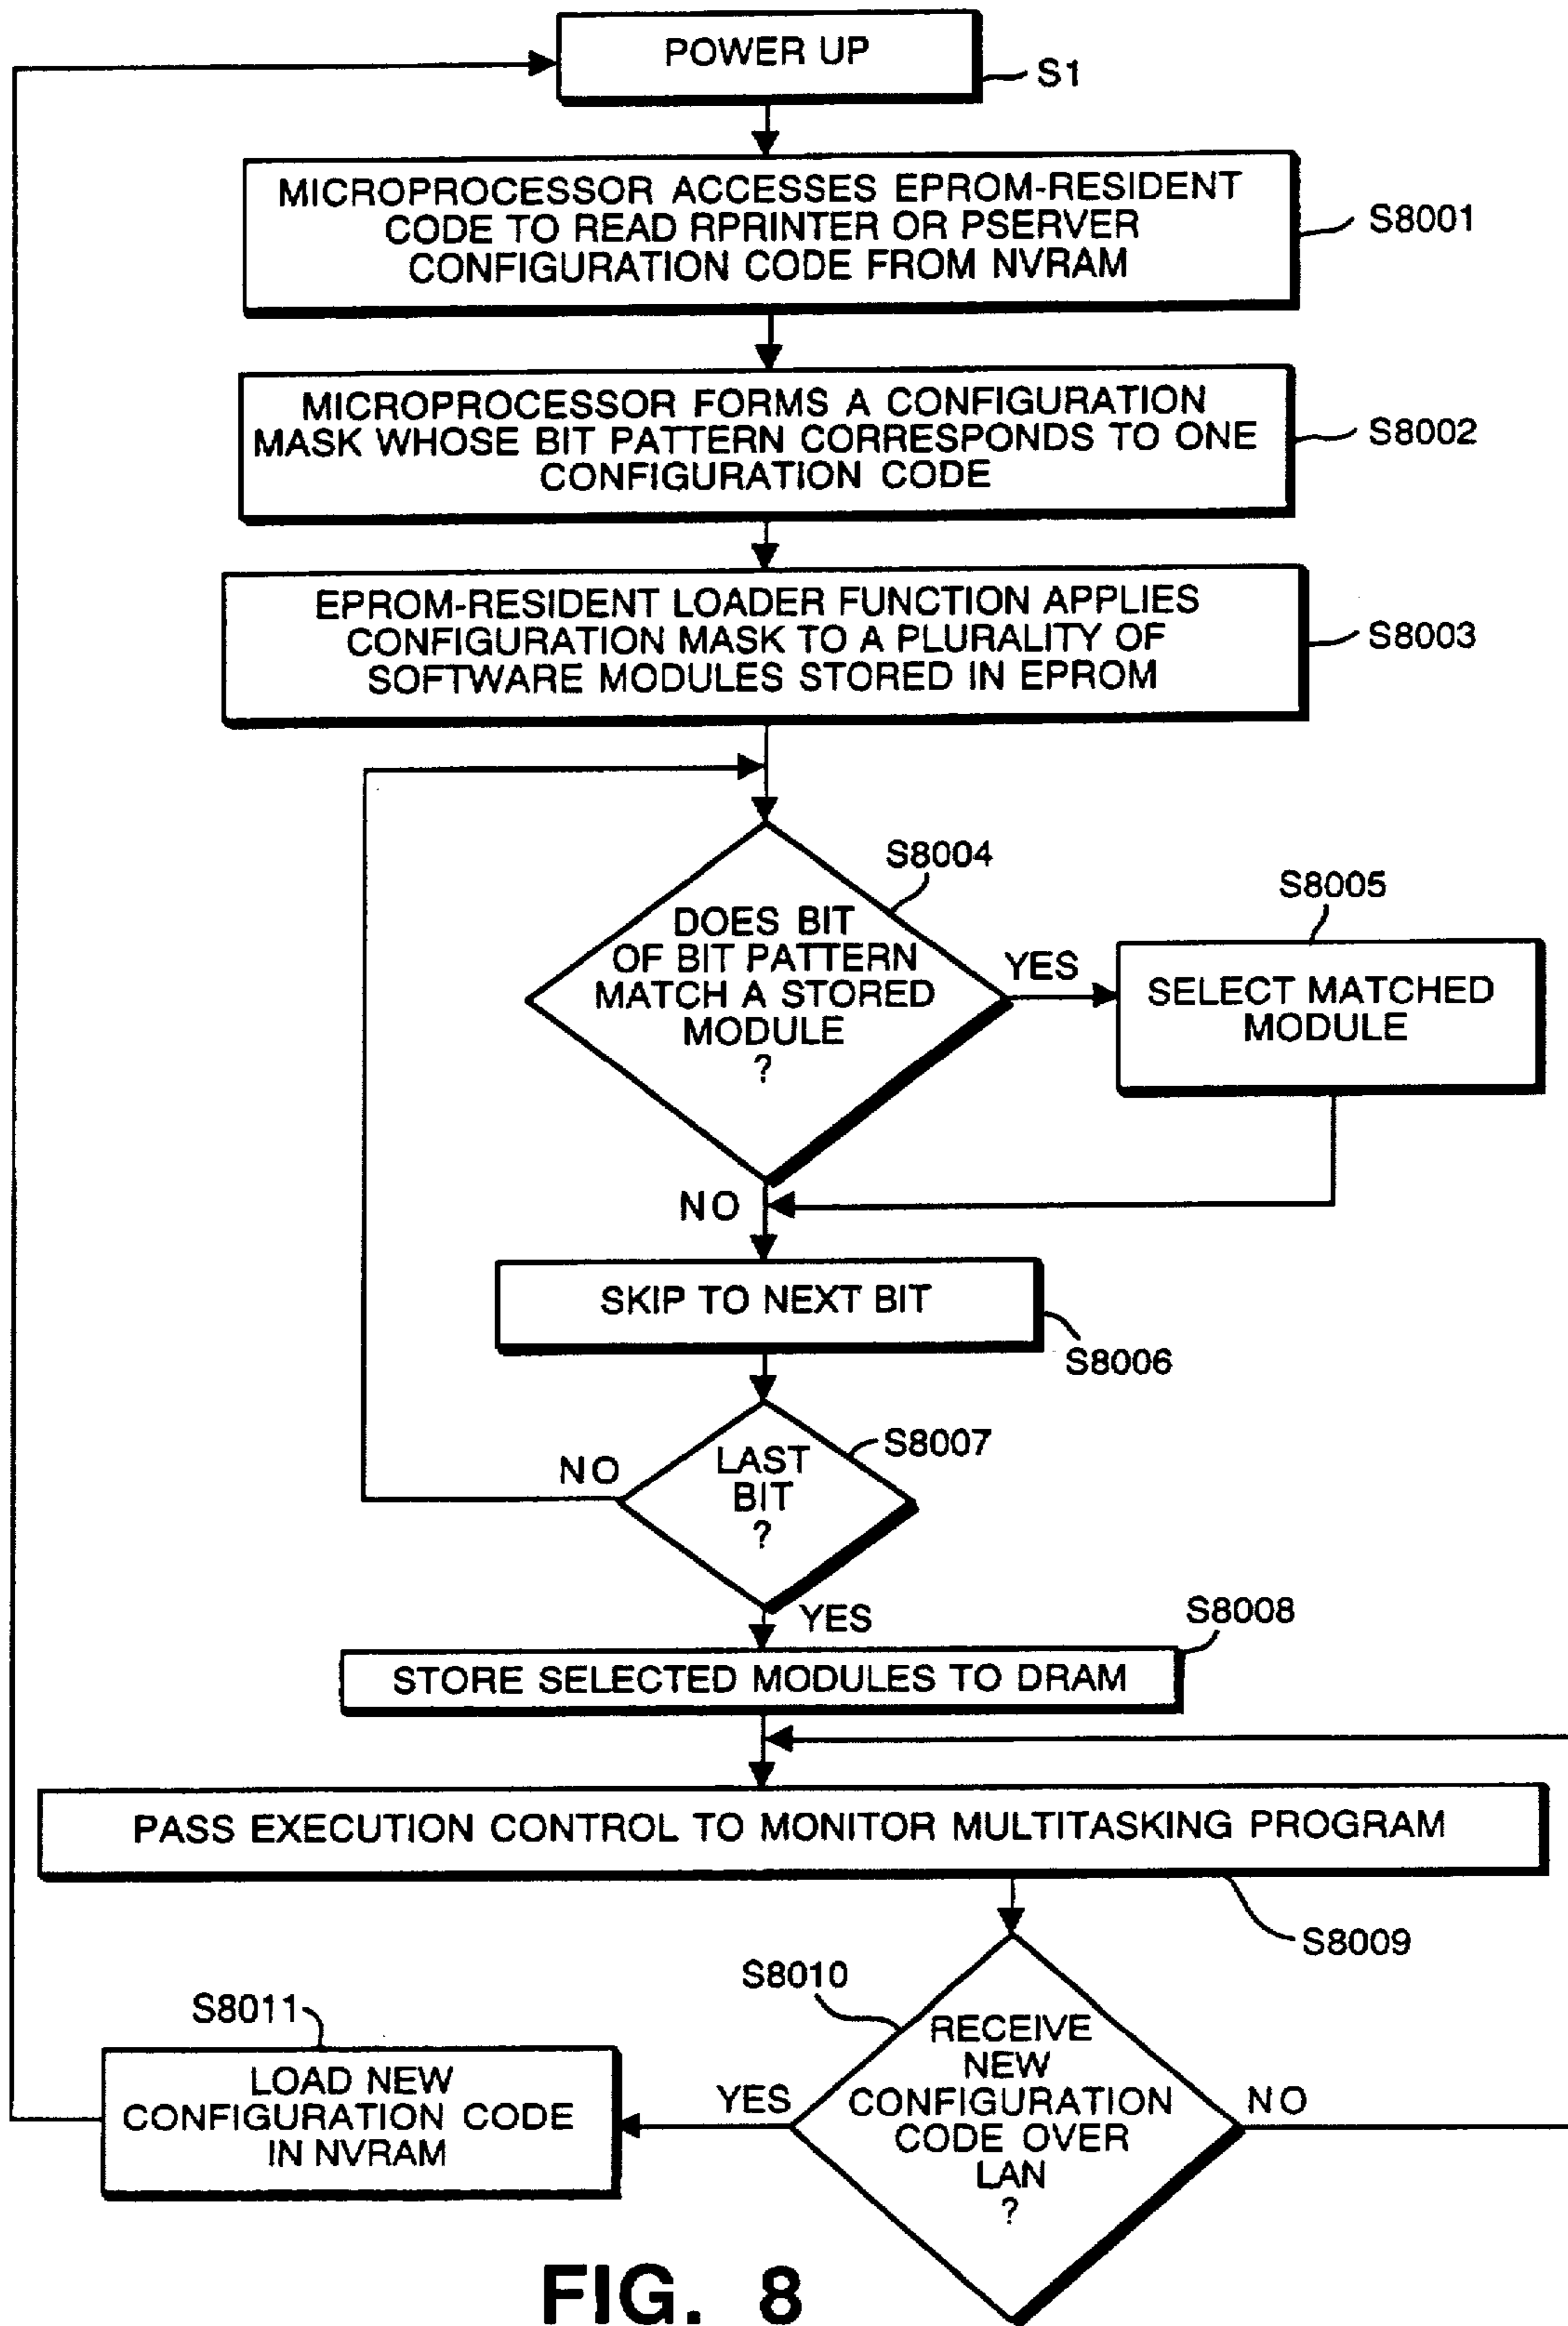 POWER UP
S1
MICROPROCESSOR ACCESSES EPROM-RESIDENT
CODE TO READ RPRINTER OR PSERVER
CONFIGURATION CODE FROM NVRAM
S8001
MICROPROCESSOR FORMS A CONFIGURATION
MASK WHOSE BIT PATTERN CORRESPONDS TO ONE
CONFIGURATION CODE
S8002
EPROM-RESIDENT LOADER FUNCTION APPLIES
CONFIGURATION MASK TO A PLURALITY OF
SOFTWARE MODULES STORED IN EPROM
S8003
S8004
DOES BIT
OF BIT PATTERN
MATCH A STORED
MODULE
?
YES
S8005
SELECT MATCHED
MODULE
NO
SKIP TO NEXT BIT
S8006
S8007
LAST
BIT
?
NO
YES
S8008
STORE SELECTED MODULES TO DRAM
PASS EXECUTION CONTROL TO MONITOR MULTITASKING PROGRAM
S8009
S8010
RECEIVE
NEW
CONFIGURATION
CODE OVER
LAN
?
YES
NO
S8011
LOAD NEW
CONFIGURATION CODE
IN NVRAM
FIG. 8